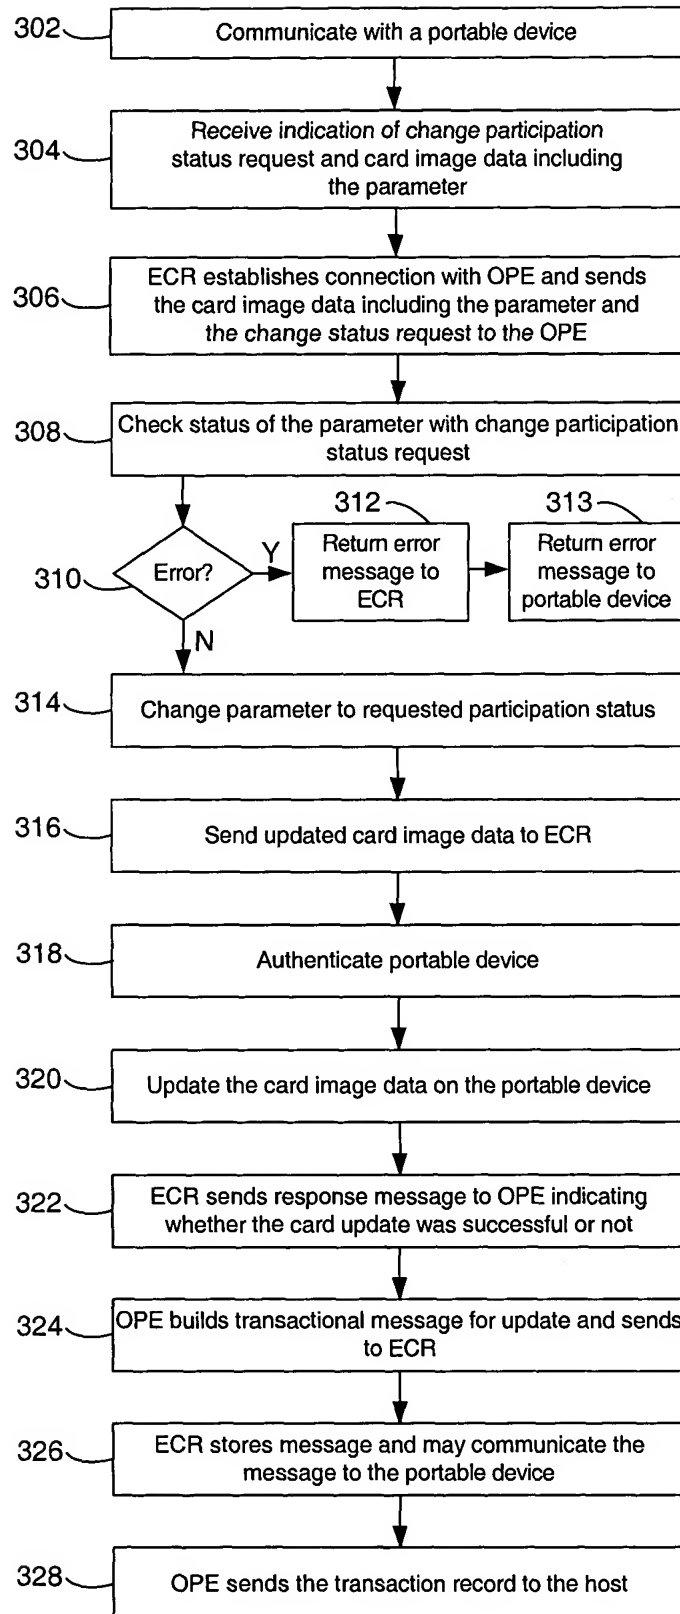 302
Communicate with a portable device
304
Receive indication of change participation
status request and card image data including
the parameter
306
ECR establishes connection with OPE and sends
the card image data including the parameter and
the change status request to the OPE
308
Check status of the parameter with change participation
status request
310
Error?
Y
N
312
Return error
message to
ECR
313
Return error
message to
portable device
314
Change parameter to requested participation status
316
Send updated card image data to ECR
318
Authenticate portable device
320
Update the card image data on the portable device
322
ECR sends response message to OPE indicating
whether the card update was successful or not
324
OPE builds transactional message for update and sends
to ECR
326
ECR stores message and may communicate the
message to the portable device
328
OPE sends the transaction record to the host